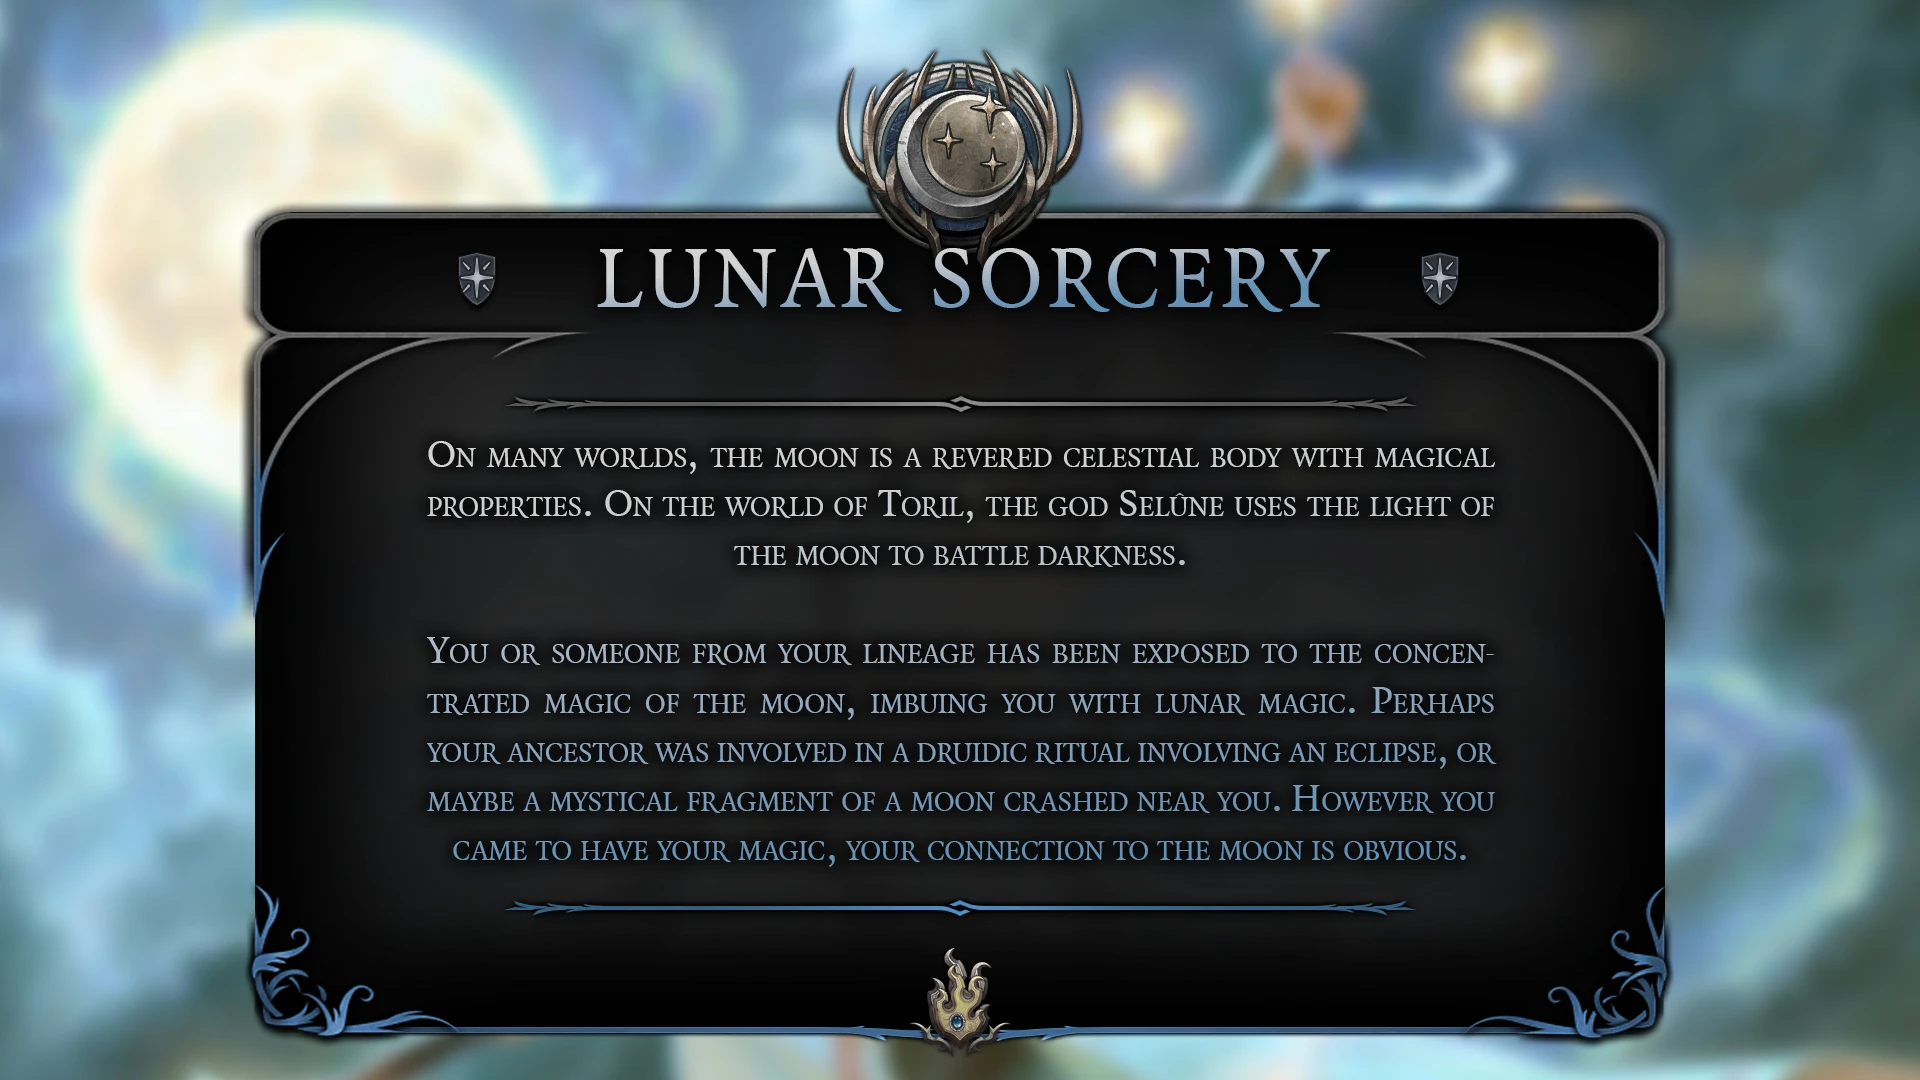 LUNAR SORCERY
On many worlds, the moon is a revered celestial body with magical
properties. On the world of Toril, the god Selûne uses the light of
the moon to battle darkness.
You or someone from your lineage has been exposed to the concen-
trated magic of the moon, imbuing you with lunar magic. Perhaps
your ancestor was involved in a druidic ritual involving an eclipse, or
maybe a mystical fragment of a moon crashed near you. However you
came to have your magic, your connection to the moon is obvious.